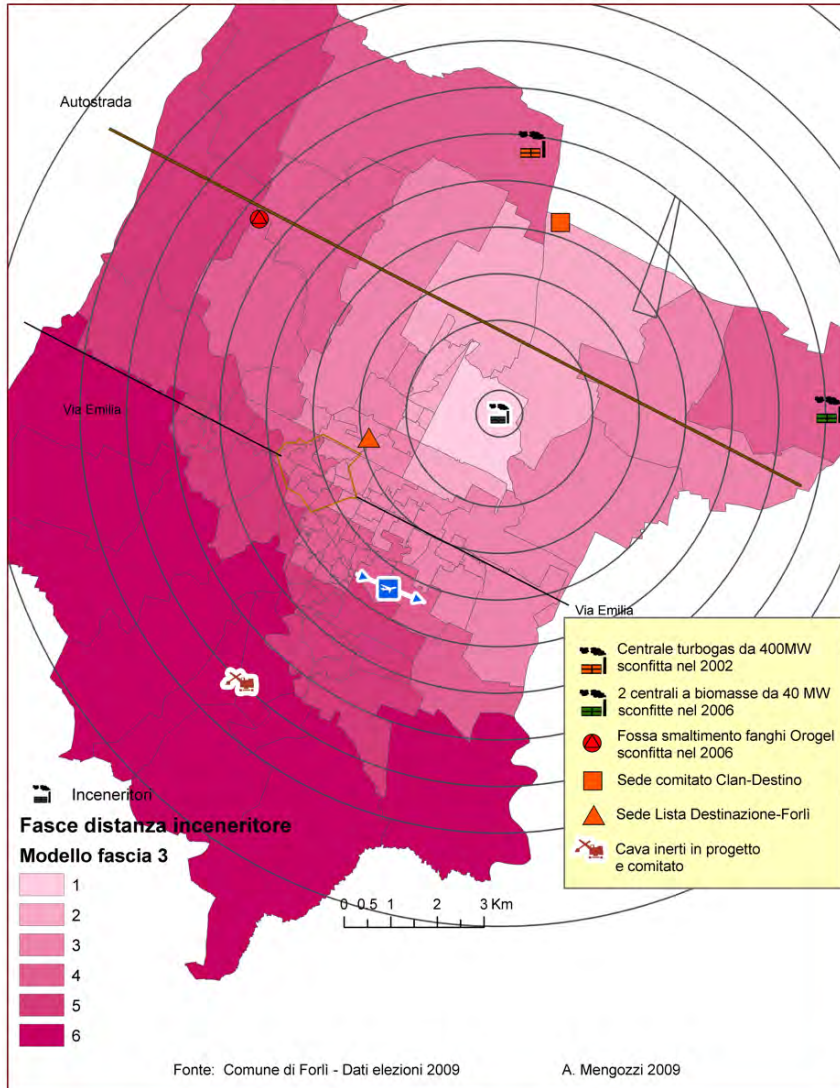 Autostrada
Via Emilia
Via Emilia
Centrale turbogas da 400MW
sconfitta nel 2002
2 centrali a biomasse da 40 MW
sconfitte nel 2006
Fossa smaltimento fanghi Orogel
sconfitta nel 2006
Sede comitato Clan-Destino
Sede Lista Destinazione-Forlì
Cava inerti in progetto
e comitato
Inceneritori
Fasce distanza inceneritore
Modello fascia 3
1
2
3
4
5
6
0 0.5 1 2 3 Km
Fonte: Comune di Forlì - Dati elezioni 2009 A. Mengozzi 2009